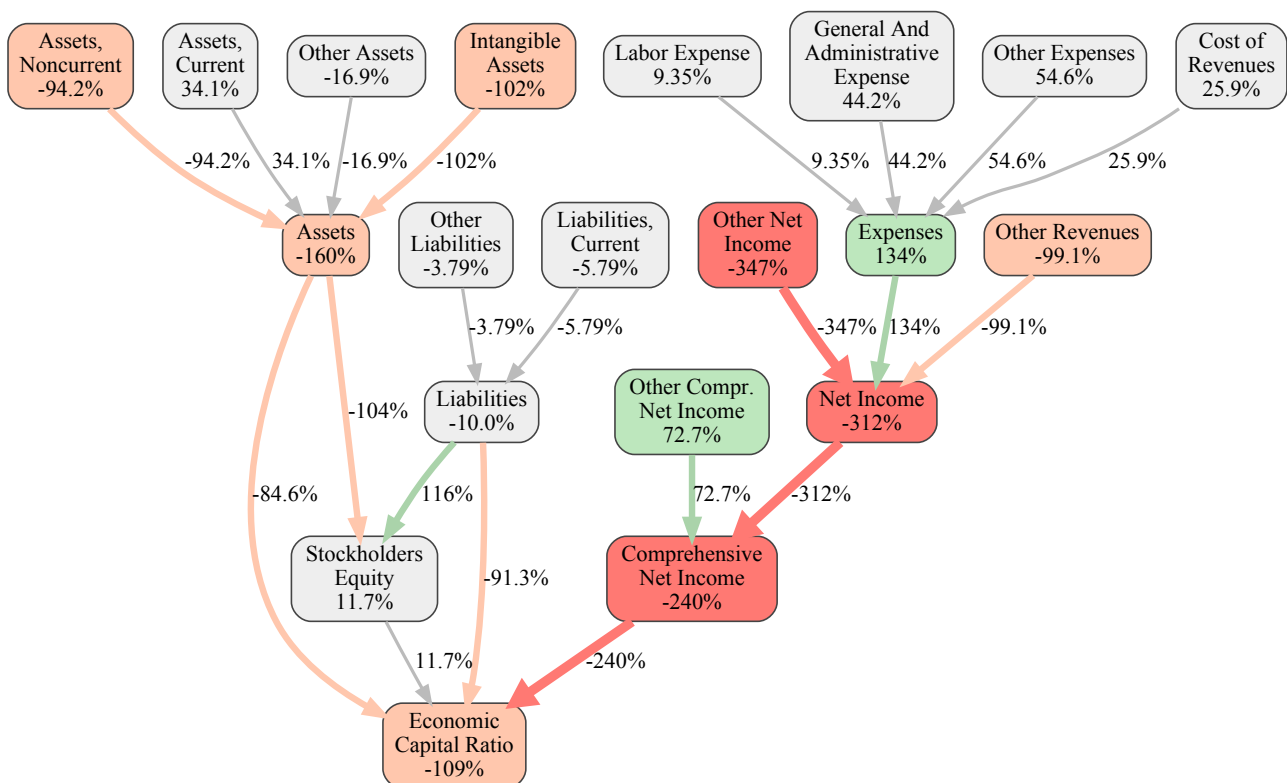 Assets,
Noncurrent
-94.2%
Assets,
Current
34.1%
Other Assets
-16.9%
Intangible
Assets
-102%
Labor Expense
9.35%
General And
Administrative
Expense
44.2%
Other Expenses
54.6%
Cost of
Revenues
25.9%
-94.2%
34.1%
-16.9%
-102%
9.35%
44.2%
54.6%
25.9%
Assets
-160%
Other
Liabilities
-3.79%
Liabilities,
Current
-5.79%
Other Net
Income
-347%
Expenses
134%
Other Revenues
-99.1%
-3.79%
-5.79%
-347%
134%
-99.1%
-104%
Liabilities
-10.0%
Other Compr.
Net Income
72.7%
Net Income
-312%
-84.6%
116%
72.7%
-312%
Stockholders
Equity
11.7%
-91.3%
Comprehensive
Net Income
-240%
11.7%
-240%
Economic
Capital Ratio
-109%